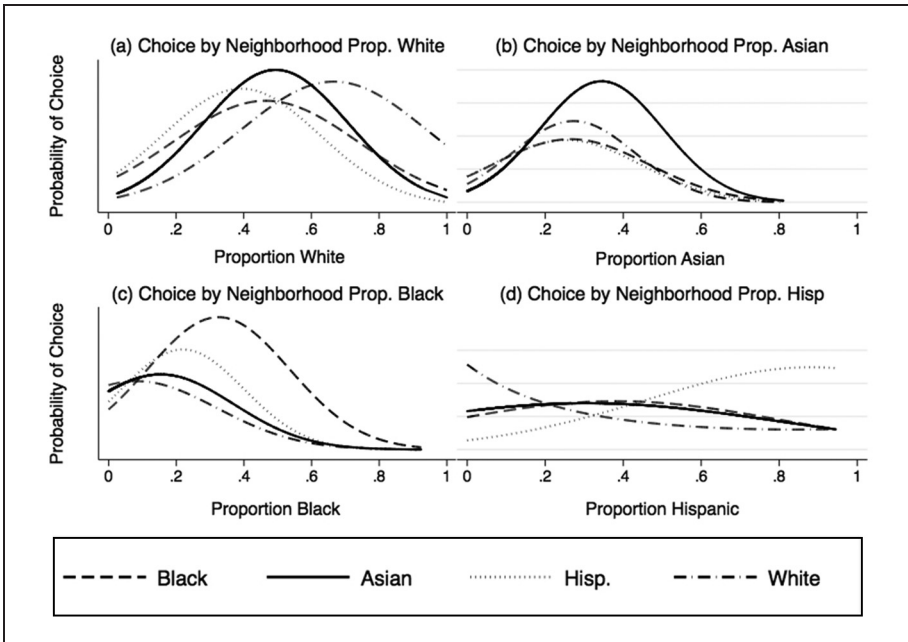 (a) Choice by Neighborhood Prop. White
(b) Choice by Neighborhood Prop. Asian
Probability of Choice
0 .2 .4 .6 .8 1
0 .2 .4 .6 .8 1
Proportion White
Proportion Asian
(c) Choice by Neighborhood Prop. Black
(d) Choice by Neighborhood Prop. Hisp
Probability of Choice
0 .2 .4 .6 .8 1
0 .2 .4 .6 .8 1
Proportion Black
Proportion Hispanic
Black Asian Hisp. White